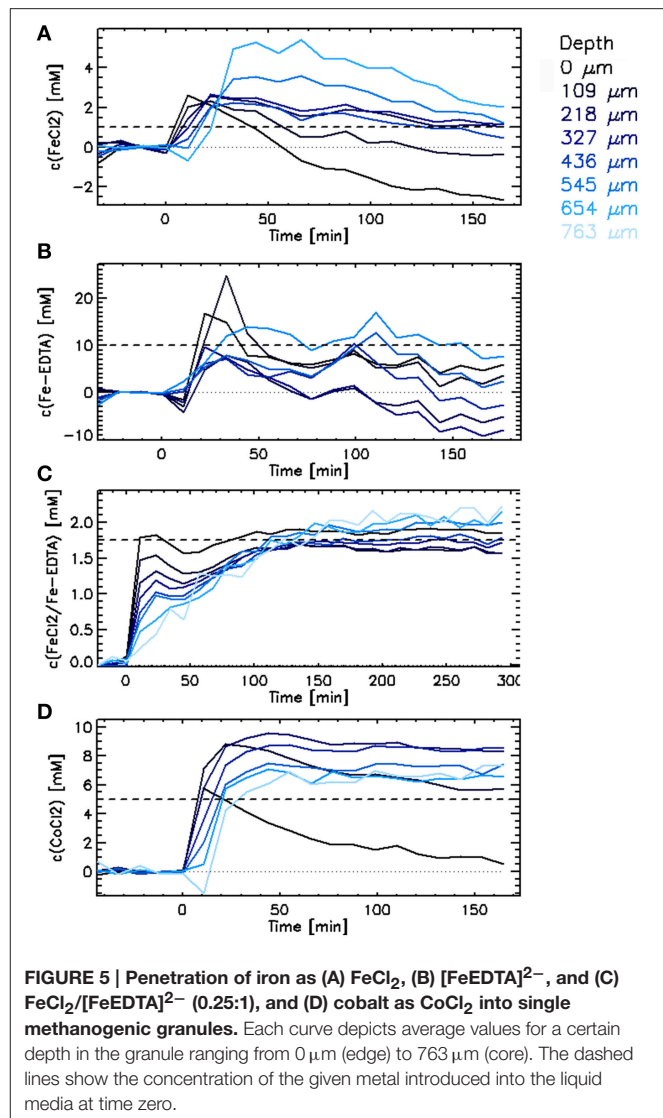 A
c(FeCl2) [mM]
4
2
0
-2
0 50 100 150
Time [min]
Depth
0 μm
109 μm
218 μm
327 μm
436 μm
545 μm
654 μm
763 μm
B
c(Fe-EDTA) [mM]
20
10
0
-10
0 50 100 150
Time [min]
C
c(FeCl2/Fe-EDTA) [mM]
2.0
1.5
1.0
0.5
0.0
0 50 100 150 200 250 300
Time [min]
D
c(CoCl2) [mM]
10
8
6
4
2
0
0 50 100 150
Time [min]
FIGURE 5 | Penetration of iron as (A) FeCl₂, (B) [FeEDTA]²⁻, and (C)
FeCl₂/[FeEDTA]²⁻ (0.25:1), and (D) cobalt as CoCl₂ into single
methanogenic granules. Each curve depicts average values for a certain
depth in the granule ranging from 0 μm (edge) to 763 μm (core). The dashed
lines show the concentration of the given metal introduced into the liquid
media at time zero.